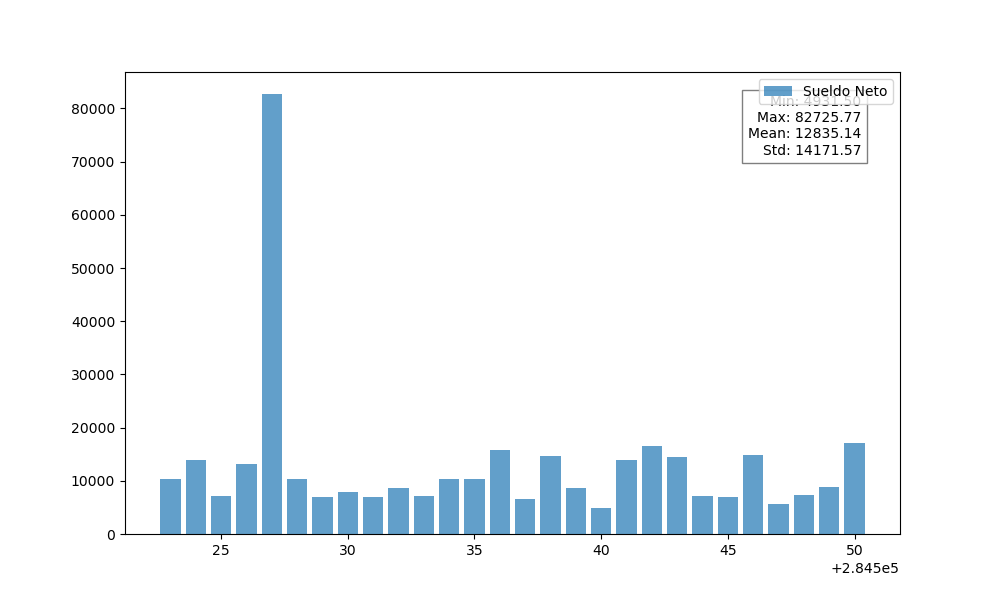 Sueldo Neto
Min: 4931.50
Max: 82725.77
Mean: 12835.14
Std: 14171.57
80000
70000
60000
50000
40000
30000
20000
10000
0
25 30 35 40 45 50
+2.845e5